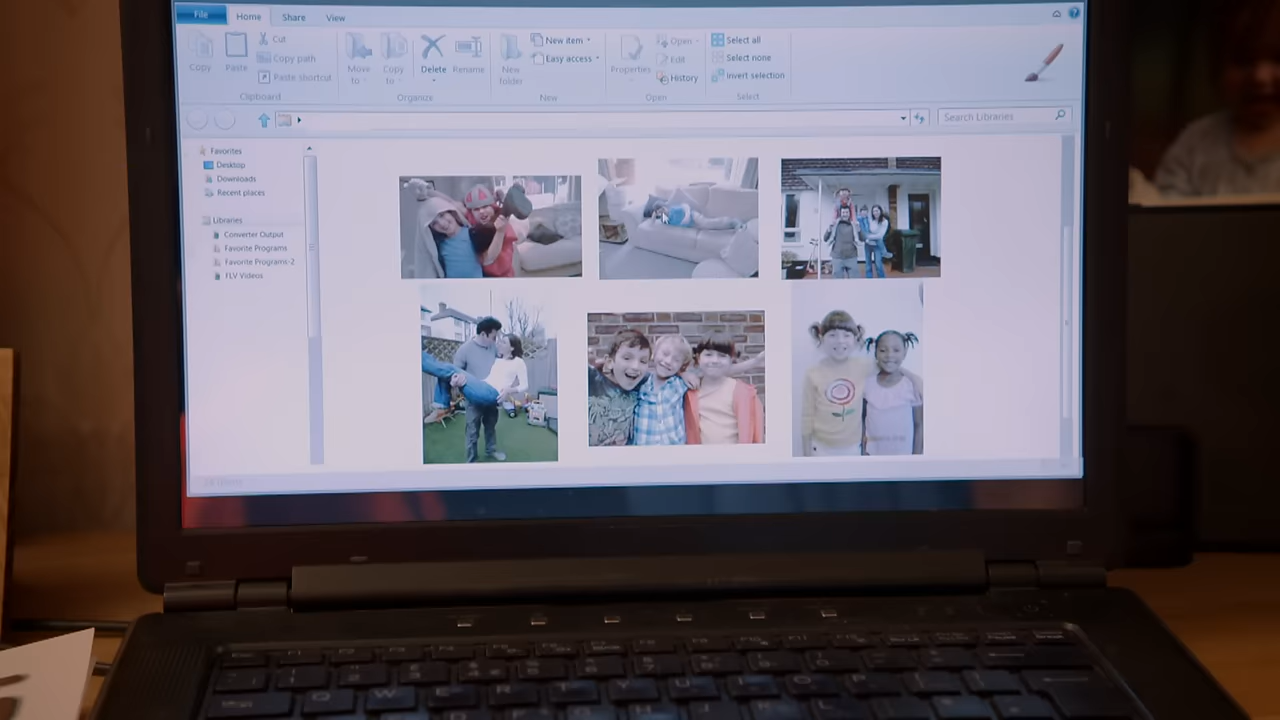 File Home Share View
Copy
Paste
Cut
Copy path
Paste shortcut
Clipboard
Move to
Copy to
Delete
Rename
Organize
New folder
New item
Easy access
New
Properties
Open
Edit
History
Open
Select all
Select none
Invert selection
Select
Search Libraries
Favorites
Desktop
Downloads
Recent places
Libraries
Converter Output
Favorite Programs
Favorite Programs-2
FLV Videos